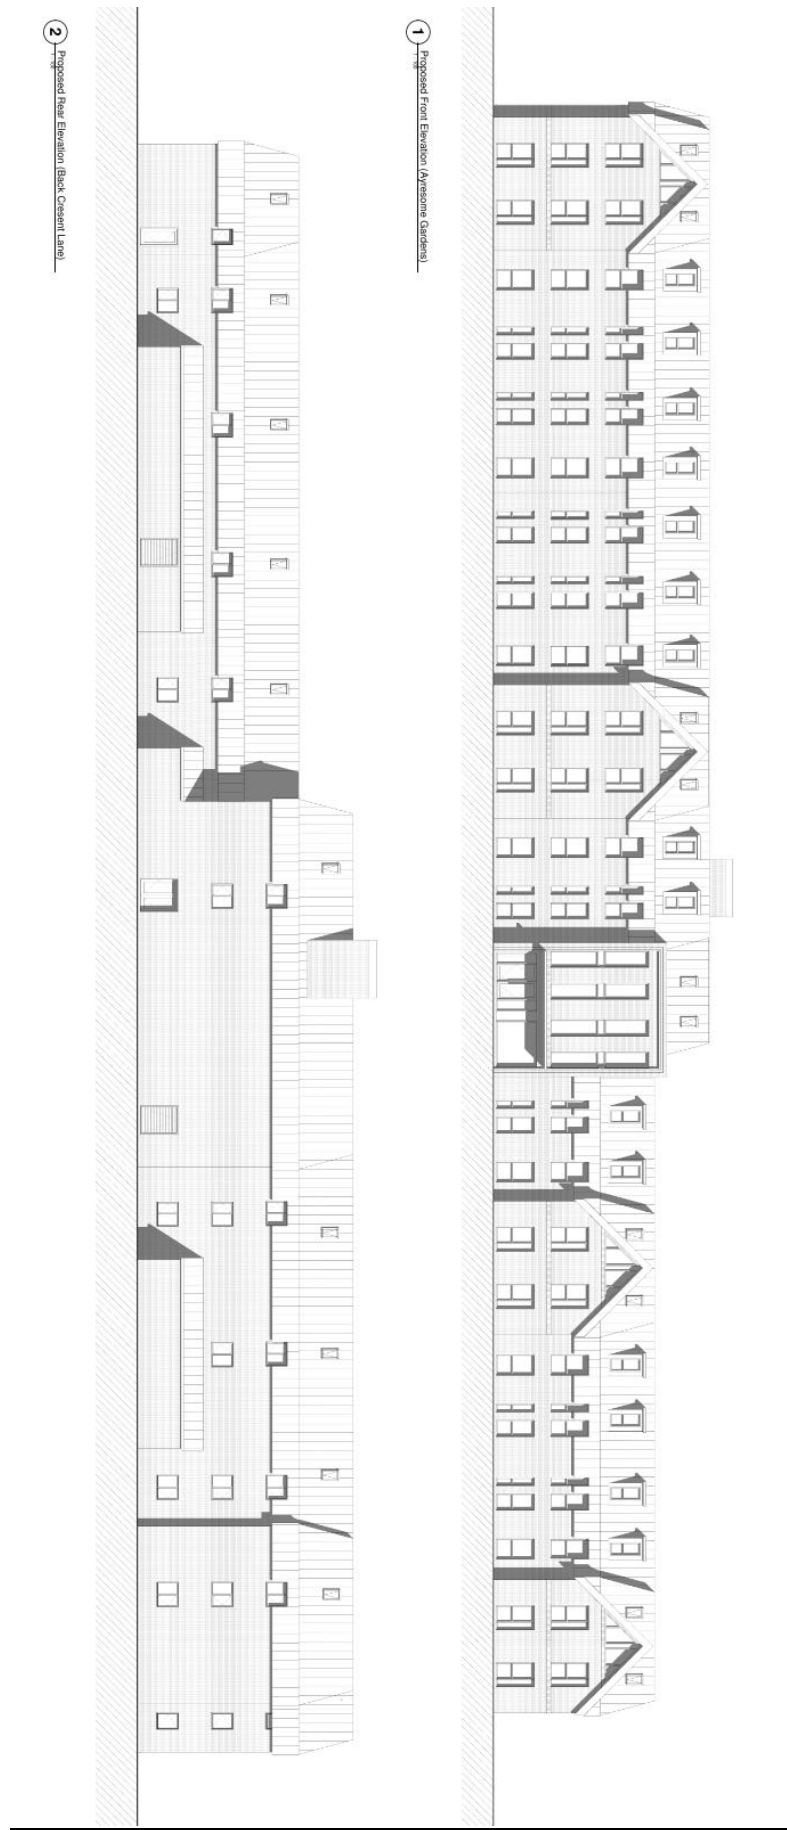 1
Proposed Front Elevation (Ayresome Gardens)
2
Proposed Rear Elevation (Back Cresent Lane)